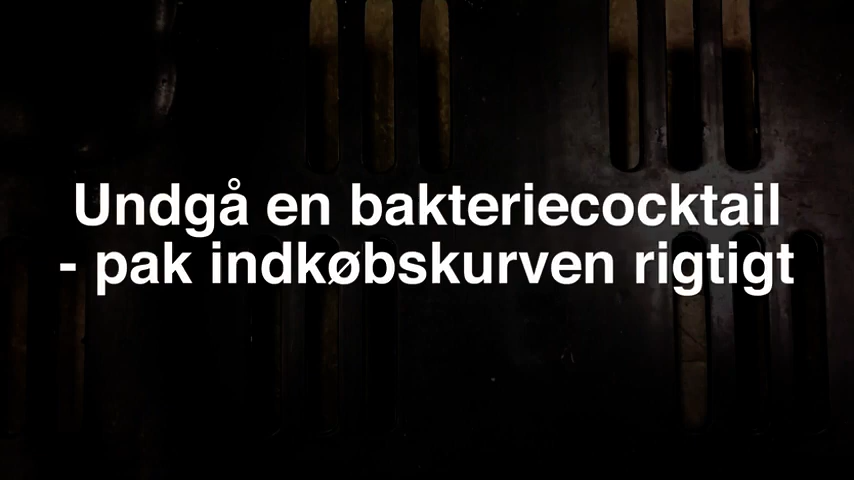 Undgå en bakteriecocktail
- pak indkøbskurven rigtigt